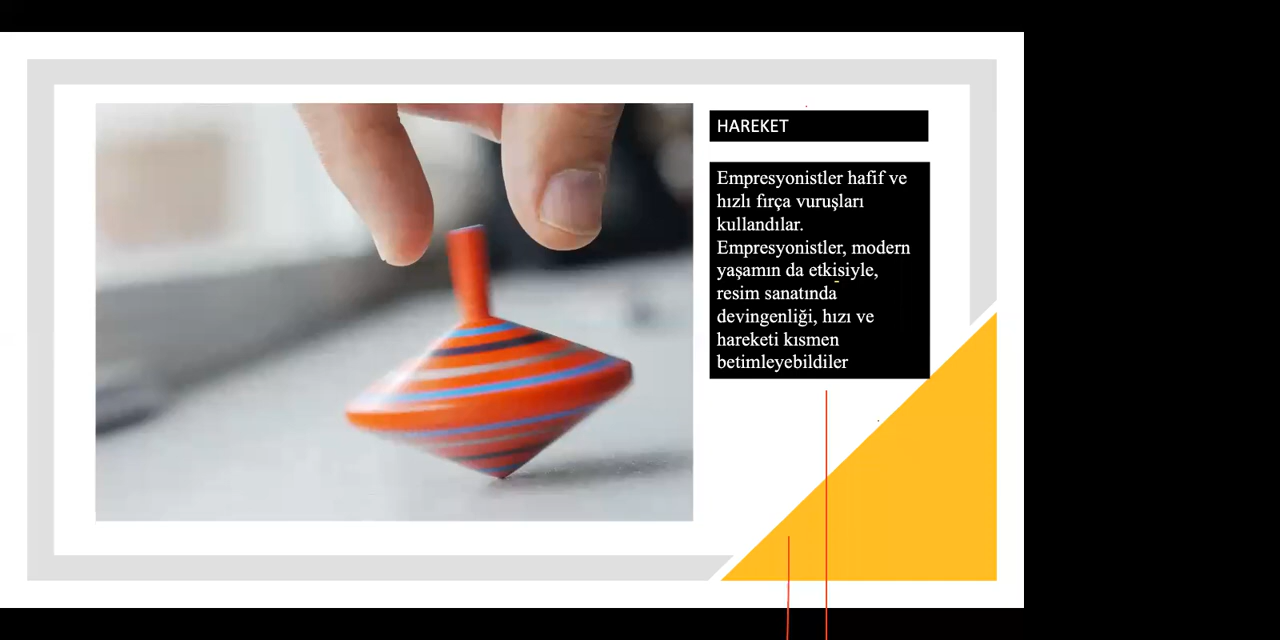 HAREKET
Empresyonistler hafif ve
hızlı fırça vuruşları
kullandılar.
Empresyonistler, modern
yaşamın da etkisiyle,
resim sanatında
devingenliği, hızı ve
hareketi kısmen
betimleyebildiler